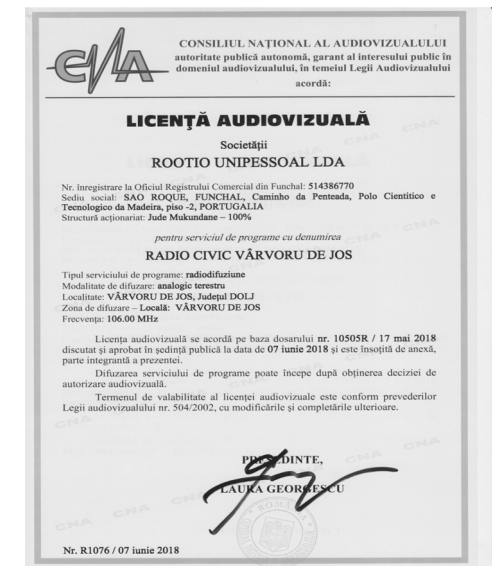 CNA
CONSILIUL NAȚIONAL AL AUDIOVIZUALULUI
autoritate publică autonomă, garant al interesului public în
domeniul audiovizualului, în temeiul Legii Audiovizualului
acordă:
LICENȚĂ AUDIOVIZUALĂ
Societății
ROOTIO UNIPESSOAL LDA
Nr. înregistrare la Oficiul Registrului Comercial din Funchal: 514386770
Sediu social: SAO ROQUE, FUNCHAL, Caminho da Penteada, Polo Cientitico e
Tecnologico da Madeira, piso -2, PORTUGALIA
Structură acționariat: Jude Mukundane – 100%
pentru serviciul de programe cu denumirea
RADIO CIVIC VÂRVORU DE JOS
Tipul serviciului de programe: radiodifuziune
Modalitate de difuzare: analogic terestru
Localitate: VÂRVORU DE JOS, Județul DOLJ
Zona de difuzare – Locală: VÂRVORU DE JOS
Frecvența: 106.00 MHz
Licența audiovizuală se acordă pe baza dosarului nr. 10505R / 17 mai 2018
discutat și aprobat în ședință publică la data de 07 iunie 2018 și este însoțită de anexă,
parte integrantă a prezentei.
Difuzarea serviciului de programe poate începe după obținerea deciziei de
autorizare audiovizuală.
Termenul de valabilitate al licenței audiovizuale este conform prevederilor
Legii audiovizualului nr. 504/2002, cu modificările și completările ulterioare.
PREȘEDINTE,
LAURA GEORGESCU
Nr. R1076 / 07 iunie 2018